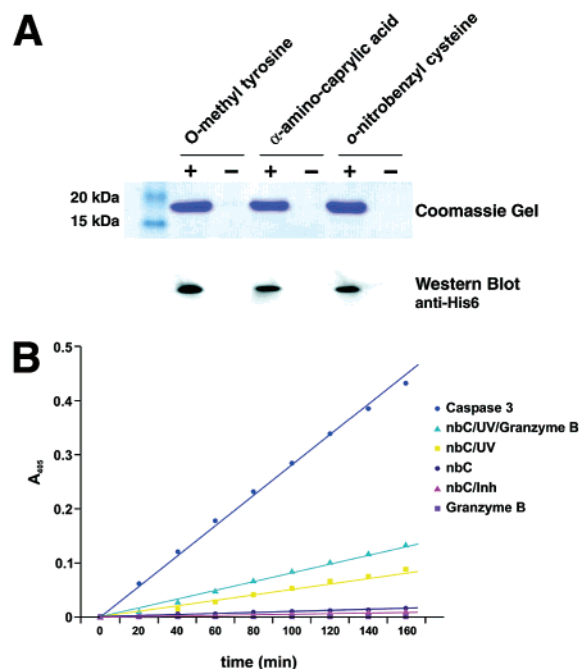 A
O-methyl tyrosine
α-amino-caprylic acid
o-nitrobenzyl cysteine
+ − + − + −
20 kDa
15 kDa
Coomassie Gel
Western Blot
anti-His6
B
0.5
0.4
0.3
0.2
0.1
0
A405
0 20 40 60 80 100 120 140 160
time (min)
Caspase 3
nbC/UV/Granzyme B
nbC/UV
nbC
nbC/Inh
Granzyme B